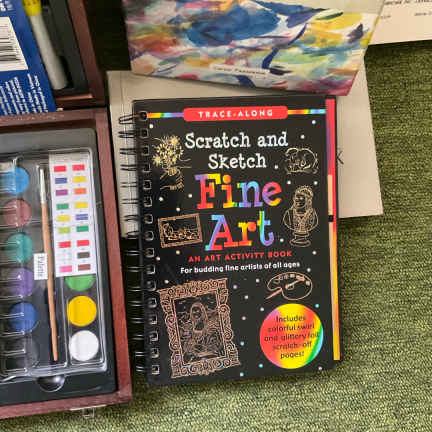 TRACE-ALONG
Scratch and
Sketch
Fine
Art
AN ART ACTIVITY BOOK
For budding fine artists of all ages
Includes
colorful swirl
and glittery foil
scratch-off
pages!